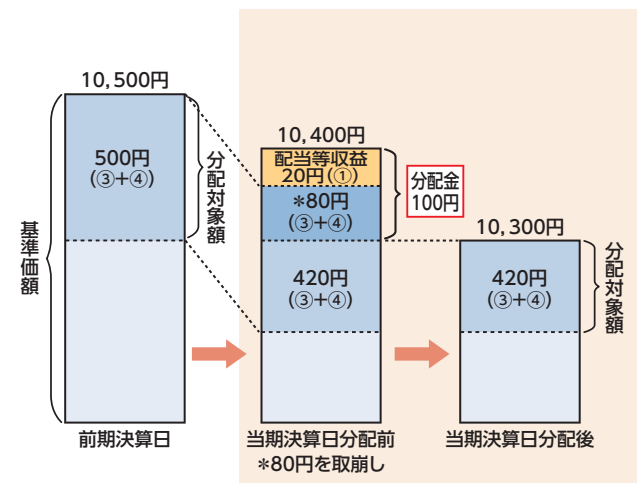 10,500円
500円
(③+④)
分配対象額
基準価額
前期決算日
10,400円
配当等収益
20円(①)
*80円
(③+④)
420円
(③+④)
分配金
100円
当期決算日分配前
*80円を取崩し
10,300円
420円
(③+④)
分配対象額
当期決算日分配後